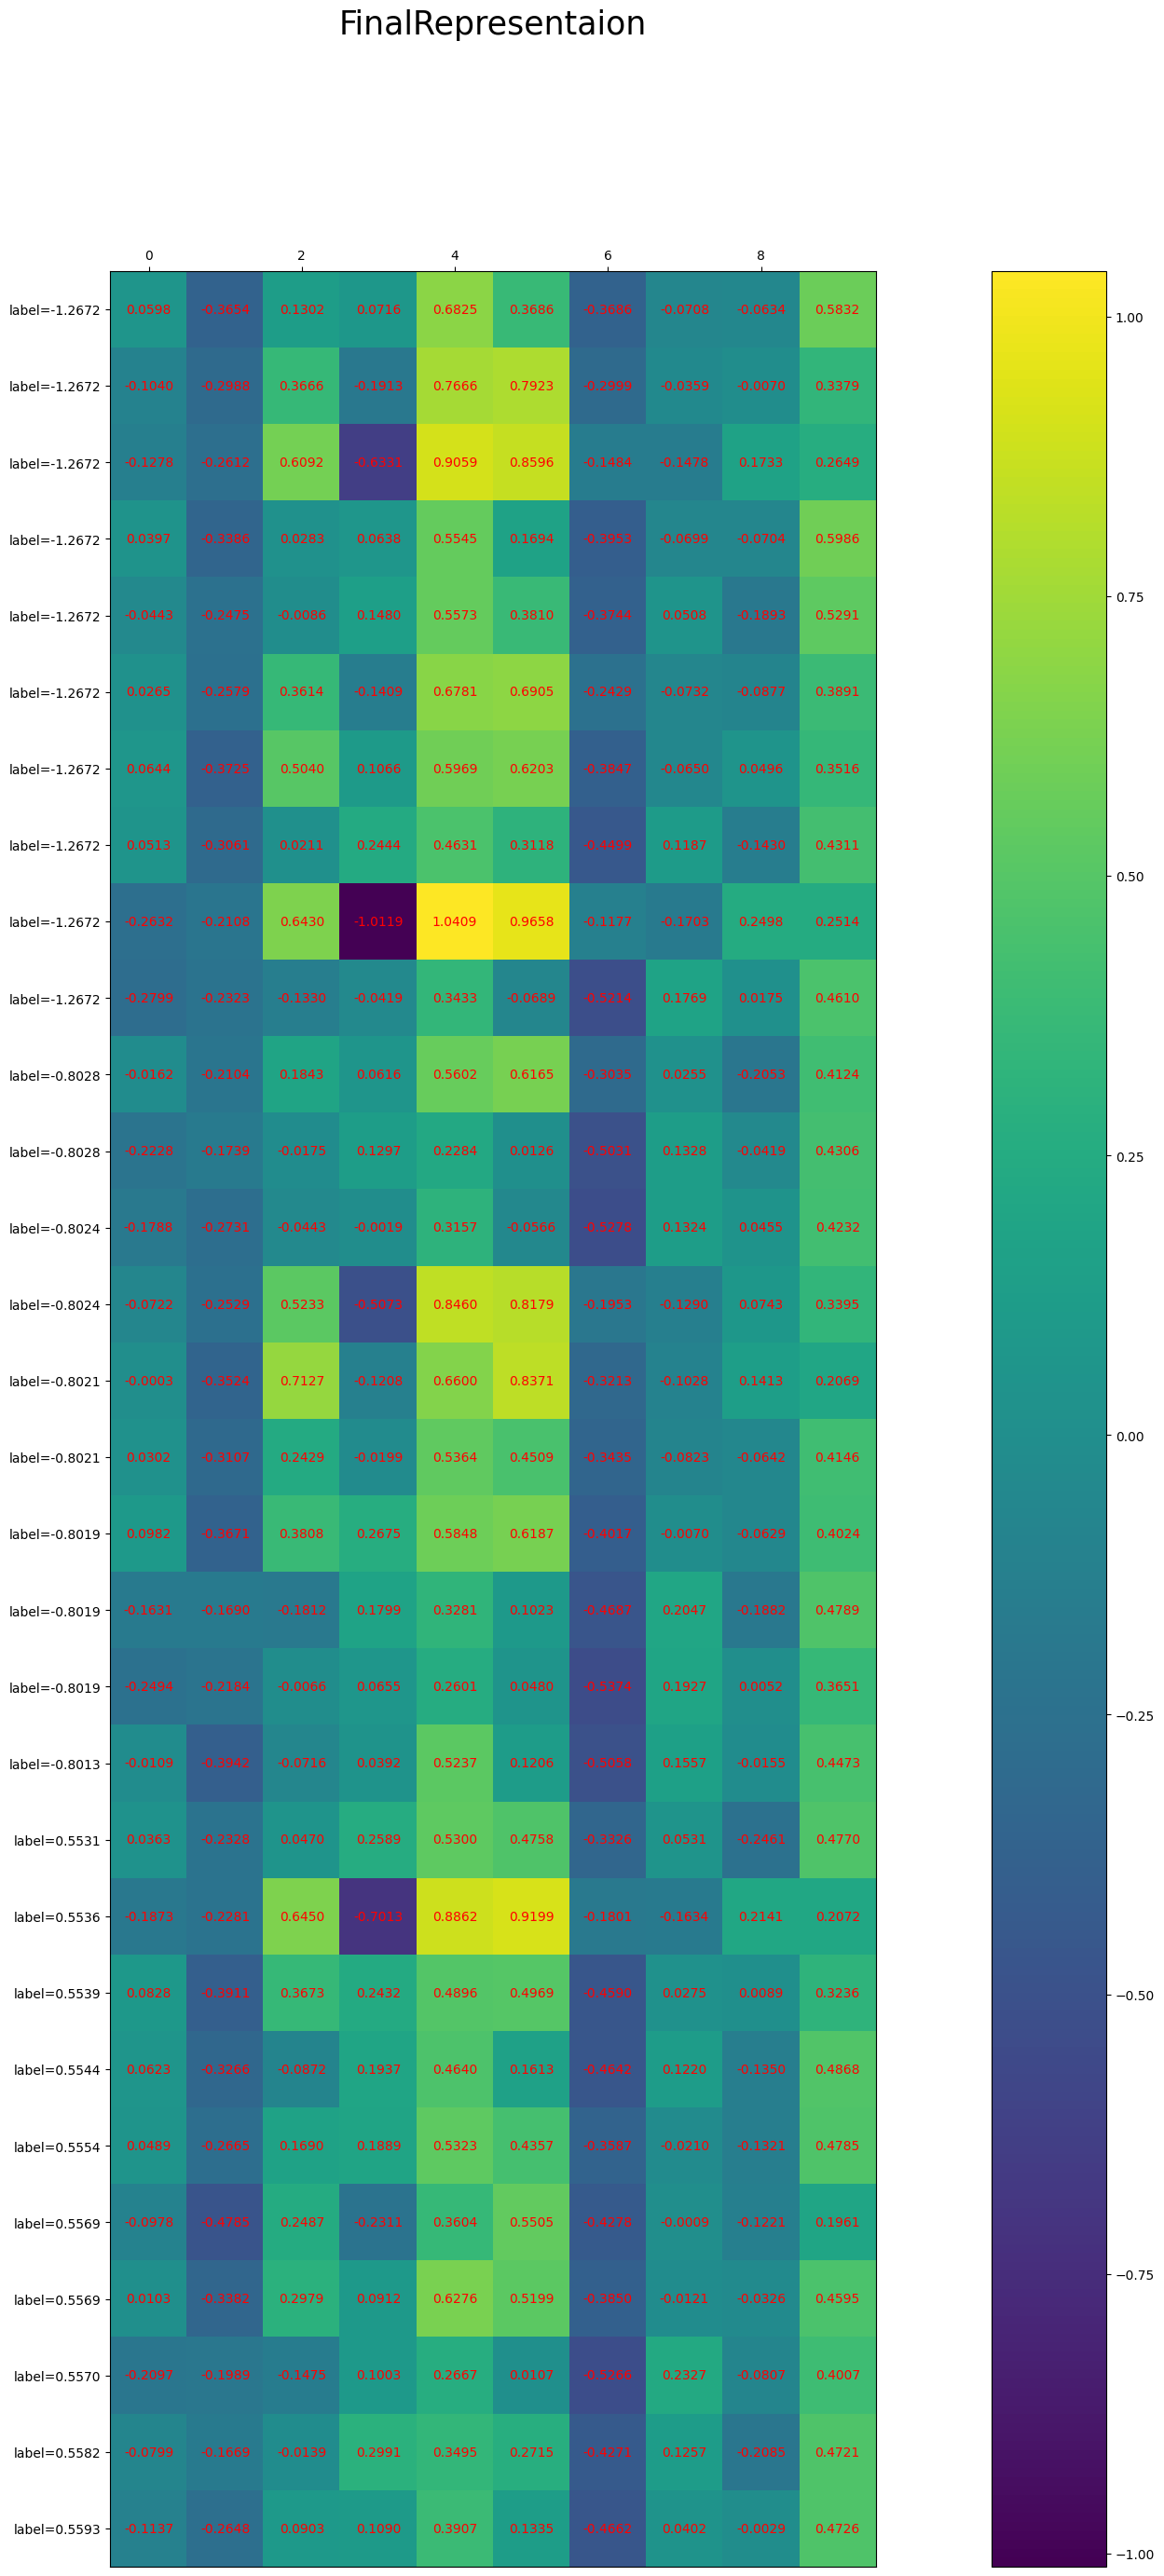 FinalRepresentaion
0 2 4 6 8
label=-1.2672 0.0598 -0.3654 0.1302 0.0716 0.6825 0.3686 -0.3686 -0.0708 -0.0634 0.5832
1.00
label=-1.2672 -0.1040 -0.2988 0.3666 -0.1913 0.7666 0.7923 -0.2999 -0.0359 -0.0070 0.3379
label=-1.2672 -0.1278 -0.2612 0.6092 0.9059 0.8596 -0.1484 -0.1478 0.1733 0.2649
label=-1.2672 0.0397 -0.3386 0.0283 0.0638 0.5545 0.1694 -0.3953 -0.0699 -0.0704 0.5986
0.75
label=-1.2672 -0.0443 -0.2475 -0.0086 0.1480 0.5573 0.3810 -0.3744 0.0508 -0.1893 0.5291
label=-1.2672 0.0265 -0.2579 0.3614 -0.1409 0.6781 0.6905 -0.2429 -0.0732 -0.0877 0.3891
label=-1.2672 0.0644 -0.3725 0.5040 0.1066 0.5969 0.6203 -0.3847 -0.0650 0.0496 0.3516
label=-1.2672 0.0513 -0.3061 0.0211 0.2444 0.4631 0.3118 -0.4499 0.1187 -0.1430 0.4311
0.50
label=-1.2672 -0.2632 -0.2108 0.6430 -1.0119 1.0409 0.9658 -0.1177 -0.1703 0.2498 0.2514
label=-1.2672 -0.2799 -0.2323 -0.1330 -0.0419 0.3433 -0.0689 0.1769 0.0175 0.4610
label=-0.8028 -0.0162 -0.2104 0.1843 0.0616 0.5602 0.6165 -0.3035 0.0255 -0.2053 0.4124
label=-0.8028 -0.2228 -0.1739 -0.0175 0.1297 0.2284 0.0126 0.1328 -0.0419 0.4306
0.25
label=-0.8024 -0.1788 -0.2731 -0.0443 -0.0019 0.3157 -0.0566 0.1324 0.0455 0.4232
label=-0.8024 -0.0722 -0.2529 0.5233 0.8460 0.8179 -0.1953 -0.1290 0.0743 0.3395
label=-0.8021 -0.0003 -0.3524 0.7127 -0.1208 0.6600 0.8371 -0.3213 -0.1028 0.1413 0.2069
0.00
label=-0.8021 0.0302 -0.3107 0.2429 -0.0199 0.5364 0.4509 -0.3435 -0.0823 -0.0642 0.4146
label=-0.8019 0.0982 -0.3671 0.3808 0.2675 0.5848 0.6187 -0.4017 -0.0070 -0.0629 0.4024
label=-0.8019 -0.1631 -0.1690 -0.1812 0.1799 0.3281 0.1023 0.2047 -0.1882 0.4789
label=-0.8019 -0.2494 -0.2184 -0.0066 0.0655 0.2601 0.0480 0.1927 0.0052 0.3651
−0.25
label=-0.8013 -0.0109 -0.3942 -0.0716 0.0392 0.5237 0.1206 0.1557 -0.0155 0.4473
label=0.5531 0.0363 -0.2328 0.0470 0.2589 0.5300 0.4758 -0.3326 0.0531 -0.2461 0.4770
label=0.5536 -0.1873 -0.2281 0.6450 0.8862 0.9199 -0.1801 -0.1634 0.2141 0.2072
label=0.5539 0.0828 -0.3911 0.3673 0.2432 0.4896 0.4969 -0.4590 0.0275 0.0089 0.3236
−0.50
label=0.5544 0.0623 -0.3266 -0.0872 0.1937 0.4640 0.1613 -0.4642 0.1220 -0.1350 0.4868
label=0.5554 0.0489 -0.2665 0.1690 0.1889 0.5323 0.4357 -0.3587 -0.0210 -0.1321 0.4785
label=0.5569 -0.0978 0.2487 -0.2311 0.3604 0.5505 -0.4278 -0.0009 -0.1221 0.1961
label=0.5569 0.0103 -0.3382 0.2979 0.0912 0.6276 0.5199 -0.3850 -0.0121 -0.0326 0.4595
−0.75
label=0.5570 -0.2097 -0.1989 -0.1475 0.1003 0.2667 0.0107 0.2327 -0.0807 0.4007
label=0.5582 -0.0799 -0.1669 -0.0139 0.2991 0.3495 0.2715 -0.4271 0.1257 -0.2085 0.4721
label=0.5593 -0.1137 -0.2648 0.0903 0.1090 0.3907 0.1335 0.0402 -0.0029 0.4726
−1.00